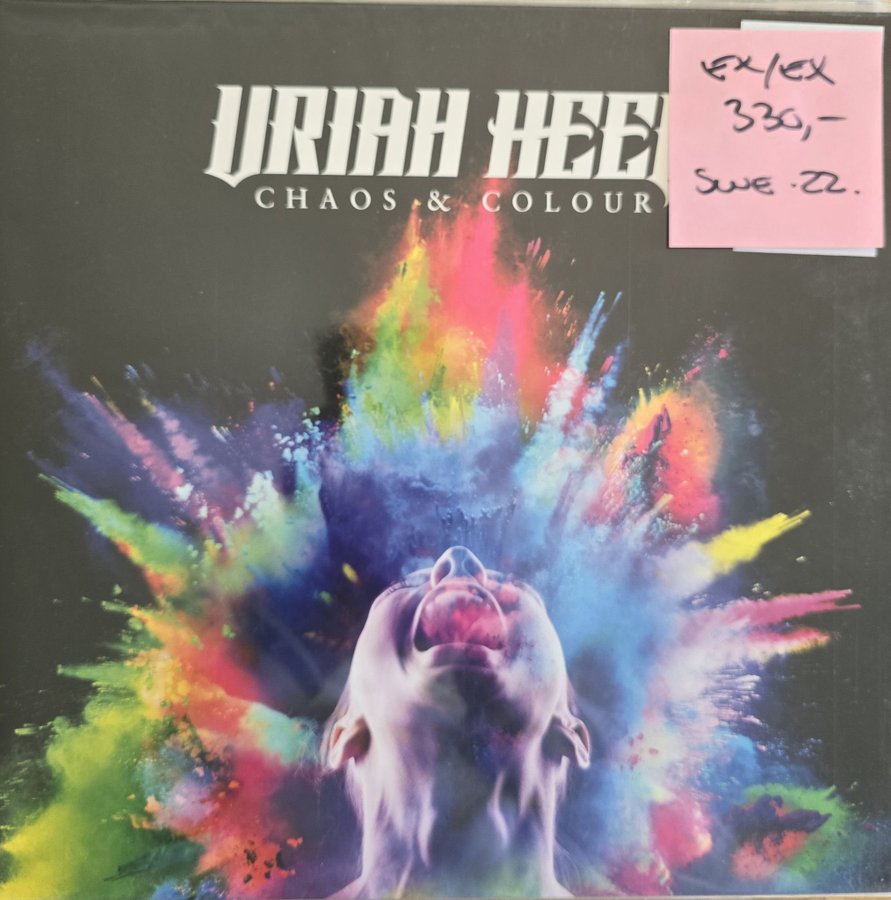 URIAH HEE
CHAOS & COLOUR
EX/EX
330,-
SWE -22.